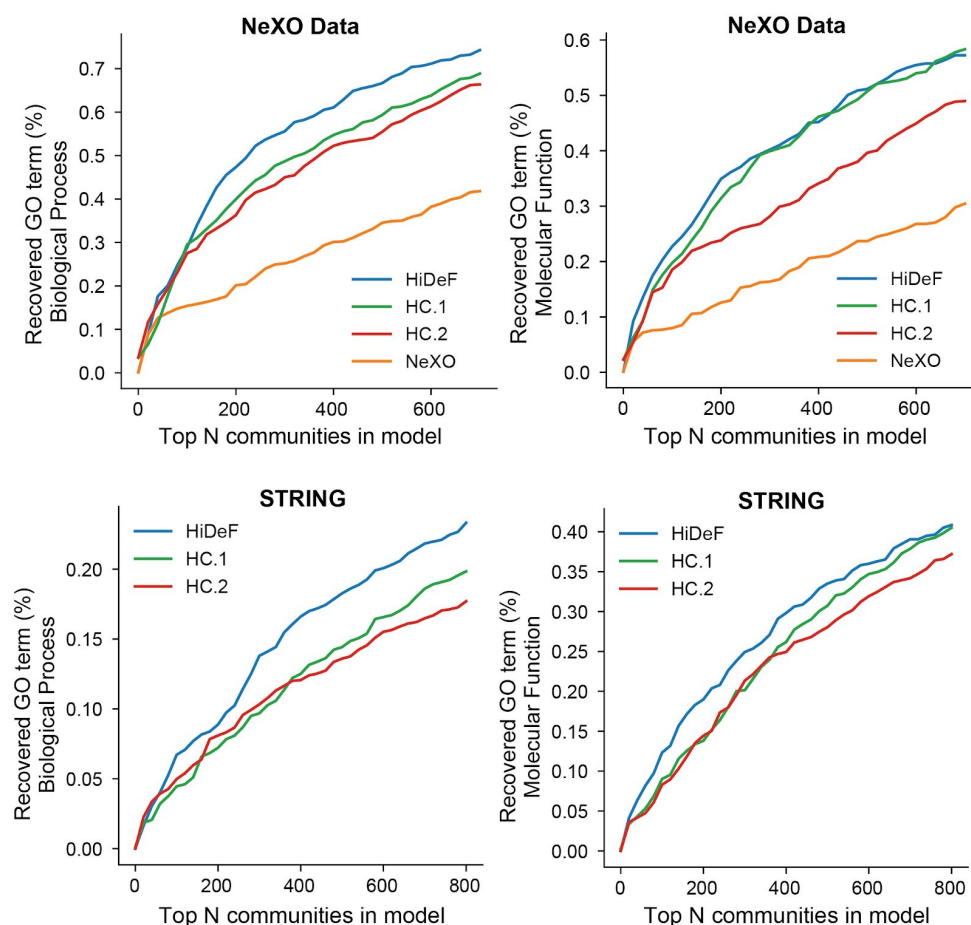 NeXO Data
Recovered GO term (%)
Biological Process
0.7
0.6
0.5
0.4
0.3
0.2
0.1
0.0
HiDeF
HC.1
HC.2
NeXO
0
200
400
600
Top N communities in model
NeXO Data
Recovered GO term (%)
Molecular Function
0.6
0.5
0.4
0.3
0.2
0.1
0.0
HiDeF
HC.1
HC.2
NeXO
0
200
400
600
Top N communities in model
STRING
Recovered GO term (%)
Biological Process
HiDeF
HC.1
HC.2
0.20
0.15
0.10
0.05
0.00
0
200
400
600
800
Top N communities in model
STRING
Recovered GO term (%)
Molecular Function
HiDeF
HC.1
HC.2
0.40
0.35
0.30
0.25
0.20
0.15
0.10
0.05
0.00
0
200
400
600
800
Top N communities in model